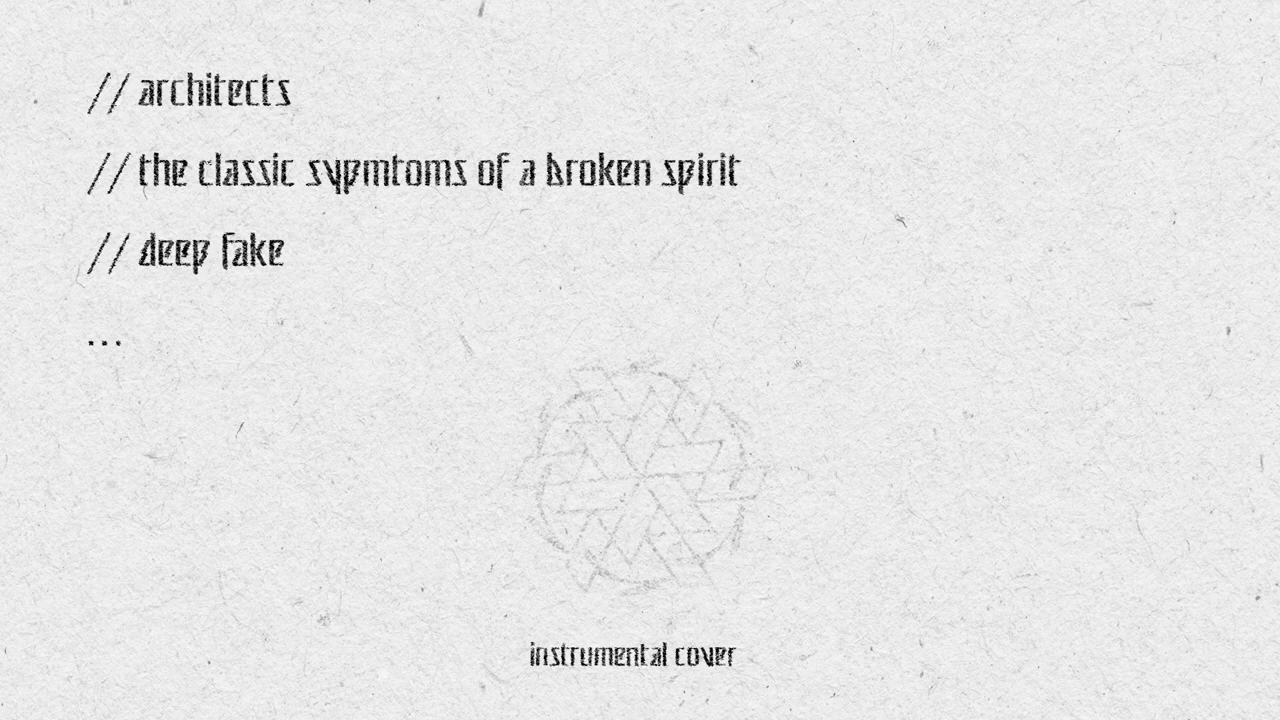 // architects
// the classic sypmtoms of a broken spirit
// deep fake
...
instrumental cover